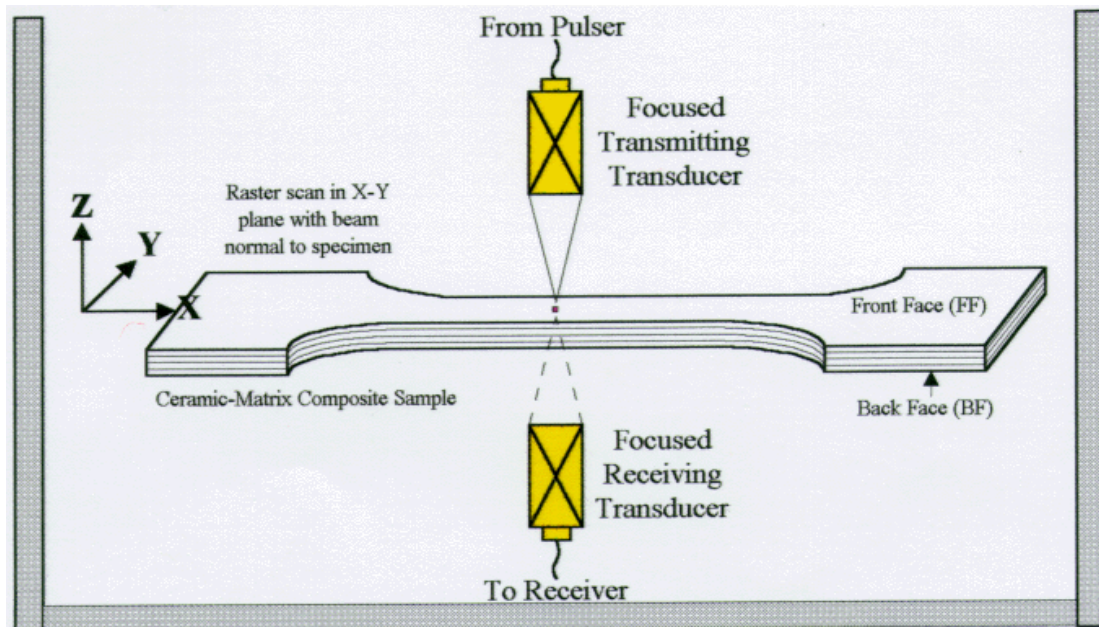 From Pulser
Focused
Transmitting
Transducer
Raster scan in X-Y
plane with beam
normal to specimen
Z
Y
X
Front Face (FF)
Ceramic-Matrix Composite Sample
Back Face (BF)
Focused
Receiving
Transducer
To Receiver